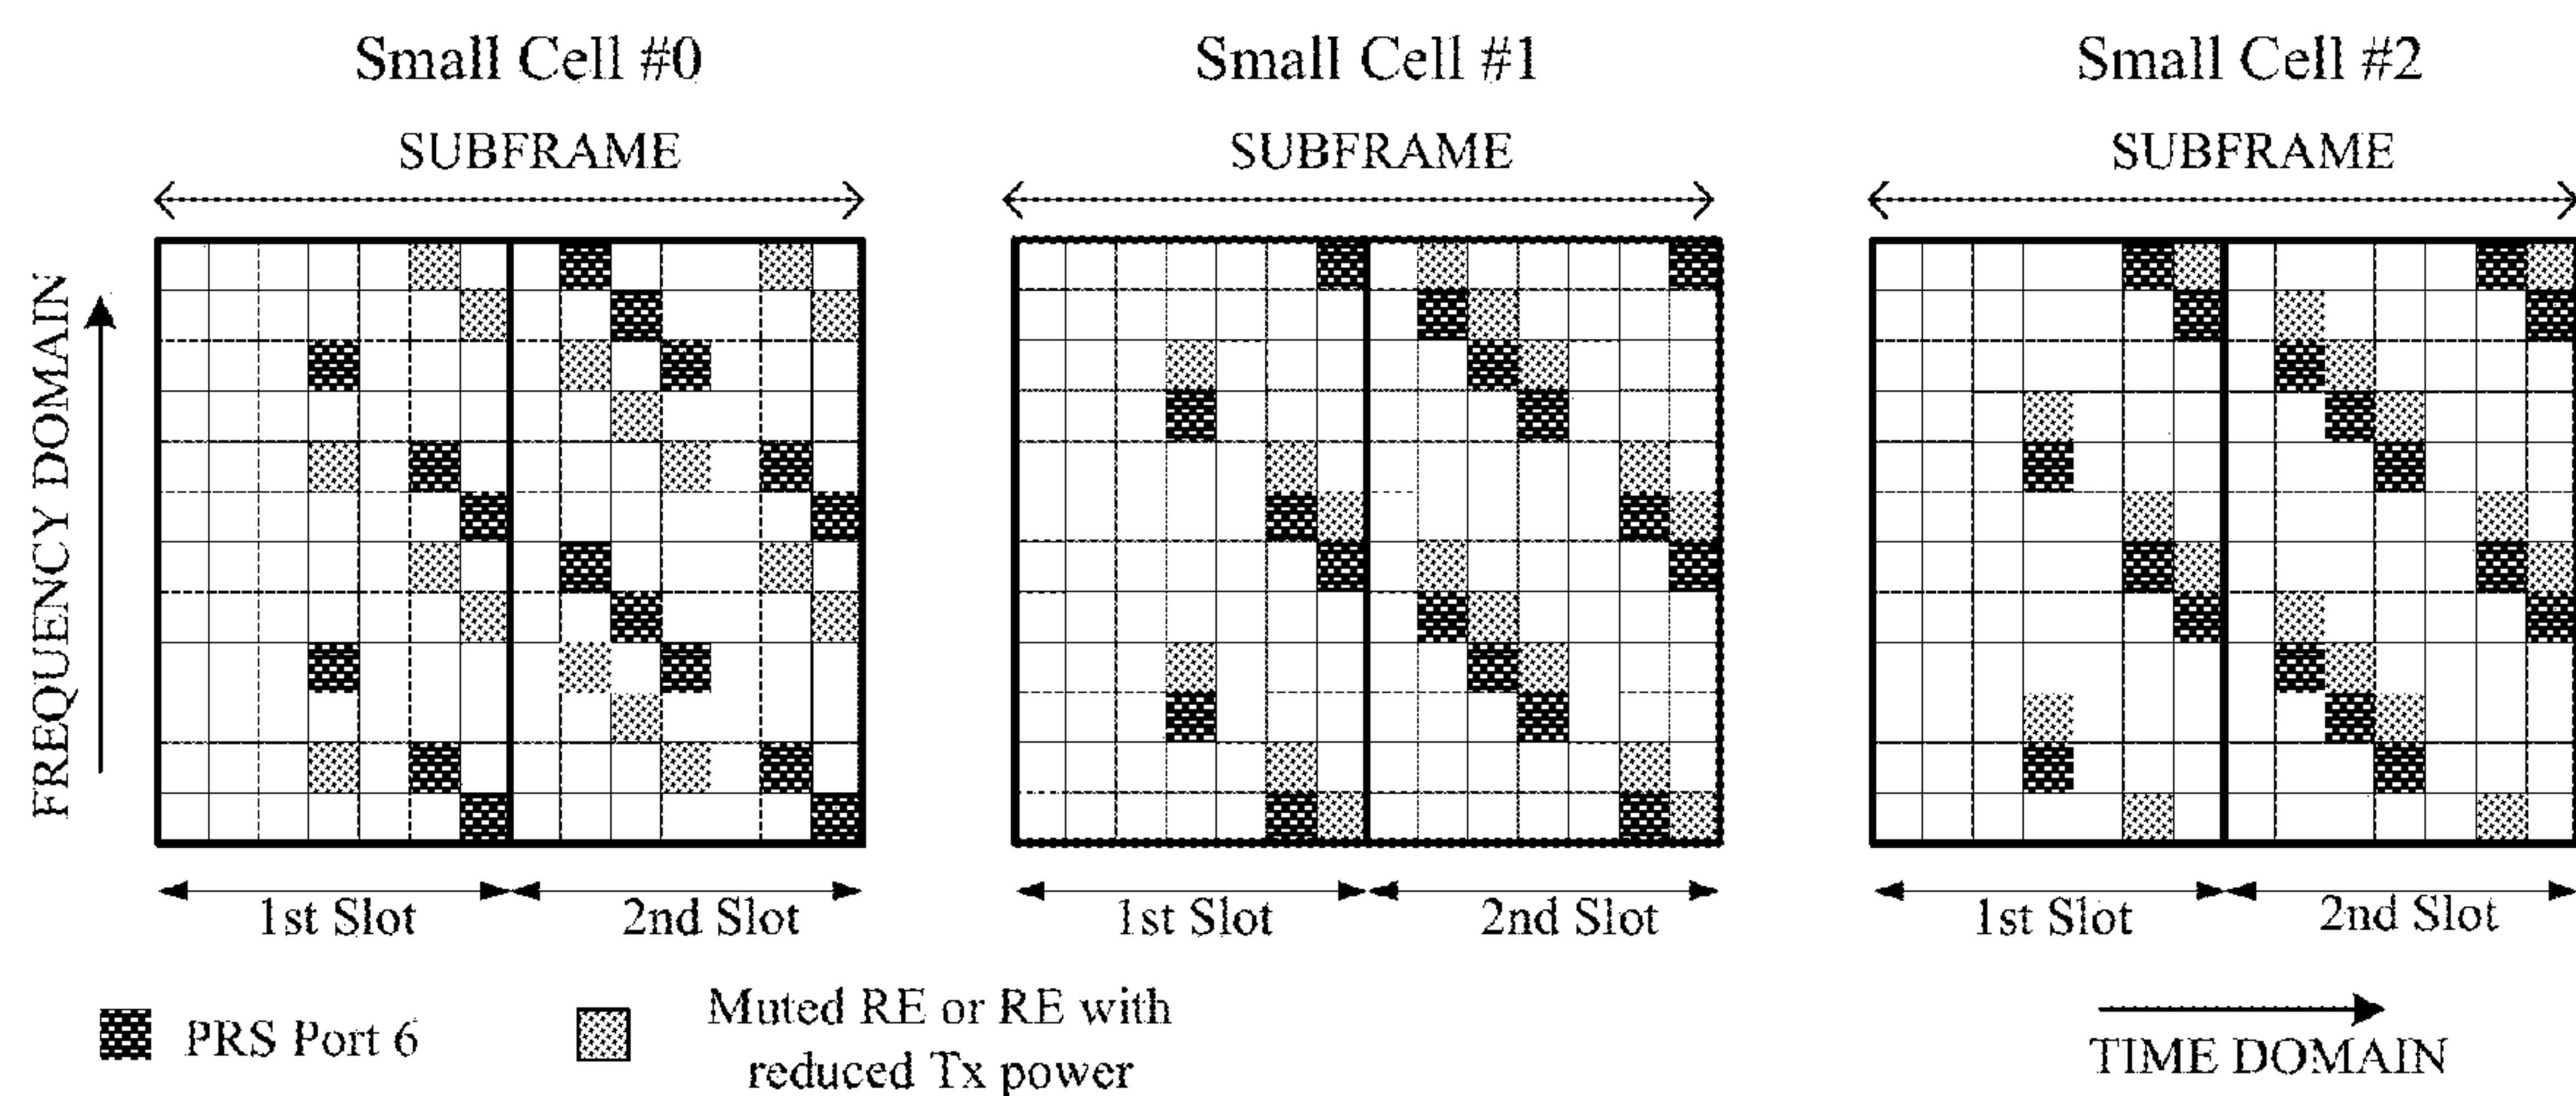 Small Cell #0
Small Cell #1
Small Cell #2
SUBFRAME
SUBFRAME
SUBFRAME
FREQUENCY DOMAIN
1st Slot
2nd Slot
1st Slot
2nd Slot
1st Slot
2nd Slot
PRS Port 6
Muted RE or RE with
reduced Tx power
TIME DOMAIN